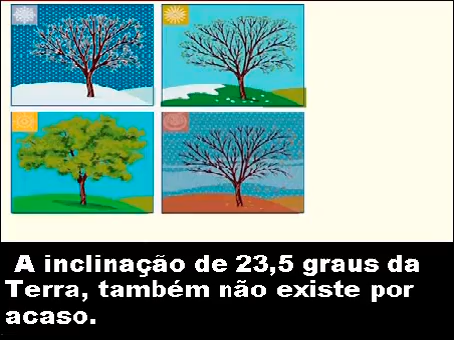 A inclinação de 23,5 graus da
Terra, também não existe por
acaso.